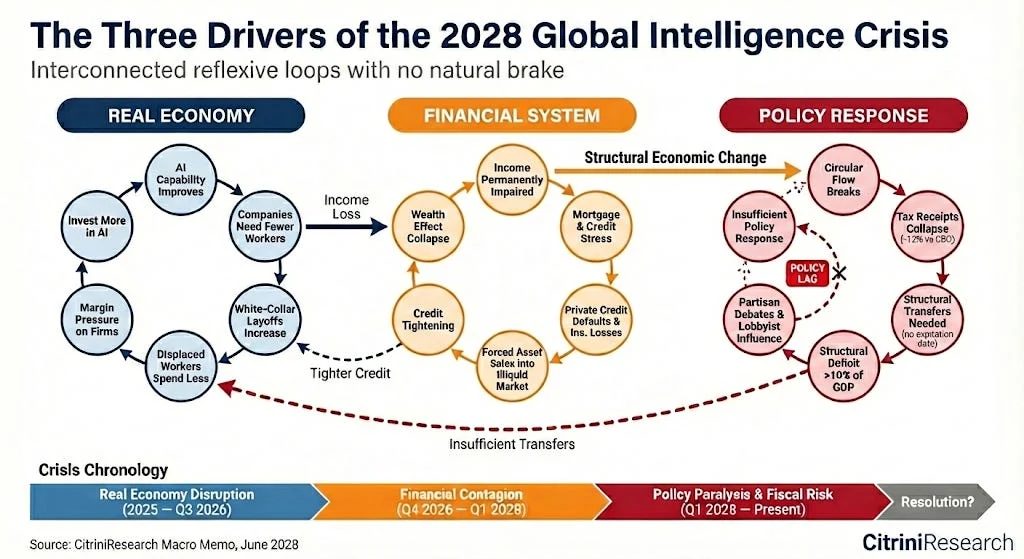 The Three Drivers of the 2028 Global Intelligence Crisis
Interconnected reflexive loops with no natural brake
REAL ECONOMY
AI
Capability
Improves
Companies
Need Fewer
Workers
White-Collar
Layoffs
Increase
Displaced
Workers
Spend Less
Margin
Pressure
on Firms
Invest More
in AI
Income
Loss
FINANCIAL SYSTEM
Income
Permanently
Impaired
Mortgage
& Credit
Stress
Private Credit
Defaults &
Ins. Losses
Forced Asset
Salex into
Illiquid
Market
Credit
Tightening
Wealth
Effect
Collapse
Tighter Credit
Structural Economic Change
POLICY RESPONSE
Circular
Flow
Breaks
Tax Receipts
Collapse
(-12% vs CBO)
Structural
Transfers
Needed
(no expitation
date)
Structural
Deficit
>10% of
GOP
Partisan
Debates &
Lobbyist
Influence
Insufficient
Policy
Response
POLICY
LAG
Insufficient Transfers
Crisls Chronology
Real Economy Disruption
(2025 — Q3 2026)
Financial Contagion
(Q4 2026 — Q1 2028)
Policy Paralysis & Fiscal Risk
(Q1 2028 — Present)
Resolution?
Source: CitriniResearch Macro Memo, June 2028
CitriniResearch